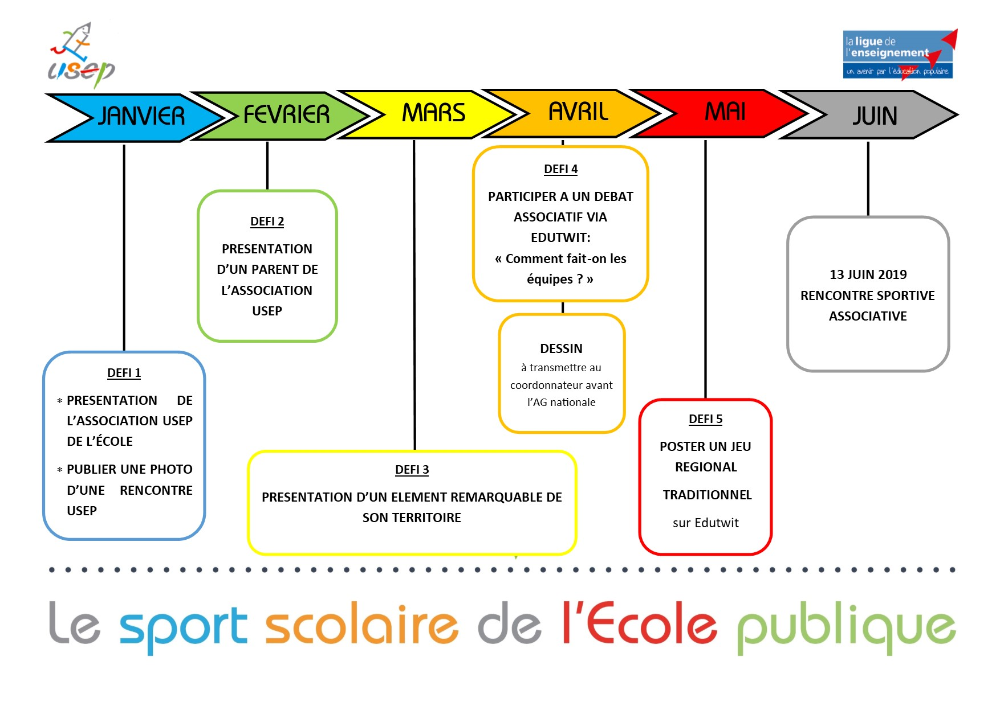 usep
la ligue de
l'enseignement
un avenir par l'éducation populaire
JANVIER
FEVRIER
MARS
AVRIL
MAI
JUIN
DEFI 1
* PRESENTATION DE
L’ASSOCIATION USEP
DE L’ÉCOLE
* PUBLIER UNE PHOTO
D’UNE RENCONTRE
USEP
DEFI 2
PRESENTATION
D’UN PARENT DE
L’ASSOCIATION
USEP
DEFI 3
PRESENTATION D’UN ELEMENT REMARQUABLE DE
SON TERRITOIRE
DEFI 4
PARTICIPER A UN DEBAT
ASSOCIATIF VIA
EDUTWIT:
« Comment fait-on les
équipes ? »
DESSIN
à transmettre au
coordonnateur avant
l’AG nationale
DEFI 5
POSTER UN JEU
REGIONAL
TRADITIONNEL
sur Edutwit
13 JUIN 2019
RENCONTRE SPORTIVE
ASSOCIATIVE
Le sport scolaire de l'Ecole publique